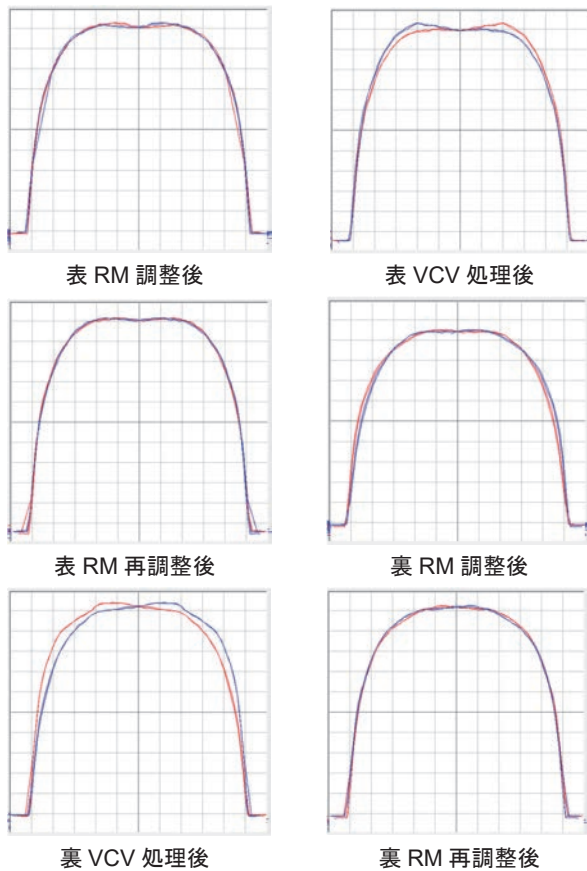 表 RM 調整後
表 VCV 処理後
表 RM 再調整後
裏 RM 調整後
裏 VCV 処理後
裏 RM 再調整後